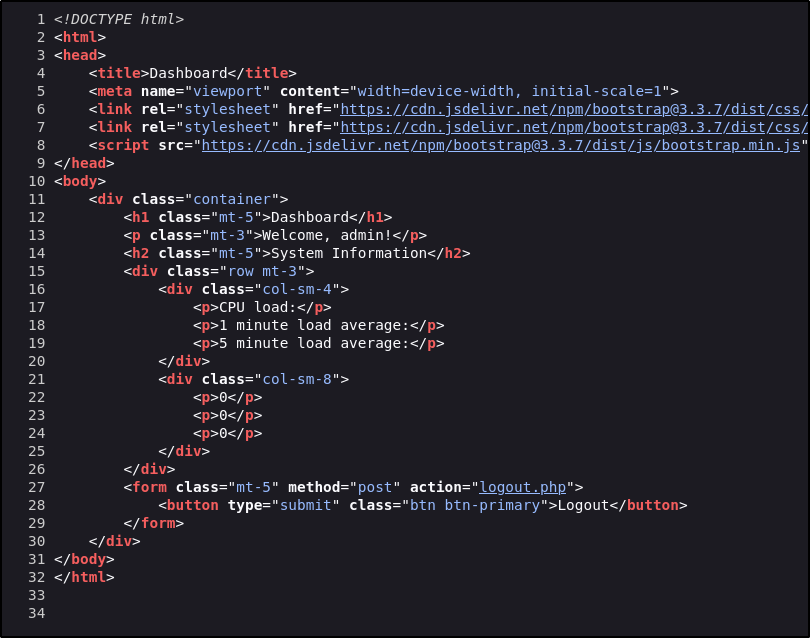 1 <!DOCTYPE html>
2 <html>
3 <head>
4     <title>Dashboard</title>
5     <meta name="viewport" content="width=device-width, initial-scale=1">
6     <link rel="stylesheet" href="https://cdn.jsdelivr.net/npm/bootstrap@3.3.7/dist/css/
7     <link rel="stylesheet" href="https://cdn.jsdelivr.net/npm/bootstrap@3.3.7/dist/css/
8     <script src="https://cdn.jsdelivr.net/npm/bootstrap@3.3.7/dist/js/bootstrap.min.js"
9 </head>
10 <body>
11     <div class="container">
12         <h1 class="mt-5">Dashboard</h1>
13         <p class="mt-3">Welcome, admin!</p>
14         <h2 class="mt-5">System Information</h2>
15         <div class="row mt-3">
16             <div class="col-sm-4">
17                 <p>CPU load:</p>
18                 <p>1 minute load average:</p>
19                 <p>5 minute load average:</p>
20             </div>
21             <div class="col-sm-8">
22                 <p>0</p>
23                 <p>0</p>
24                 <p>0</p>
25             </div>
26         </div>
27         <form class="mt-5" method="post" action="logout.php">
28             <button type="submit" class="btn btn-primary">Logout</button>
29         </form>
30     </div>
31 </body>
32 </html>
33
34